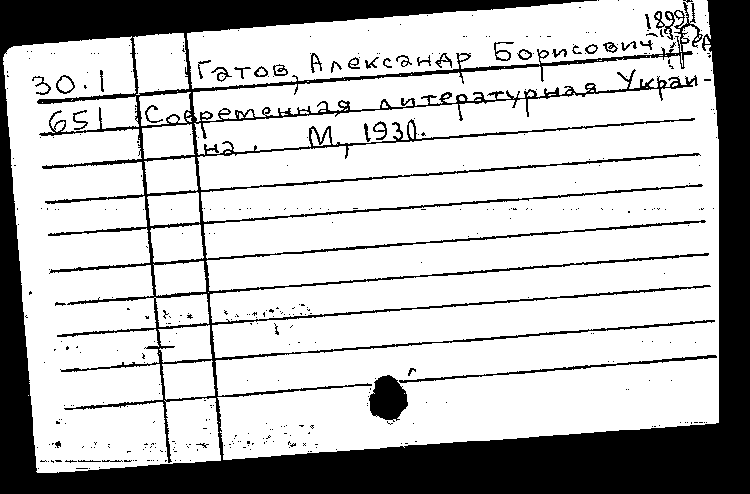 1899
30.1 Гатов, Александр Борисович
651 Современная литературная Украи-
на. М., 1930.